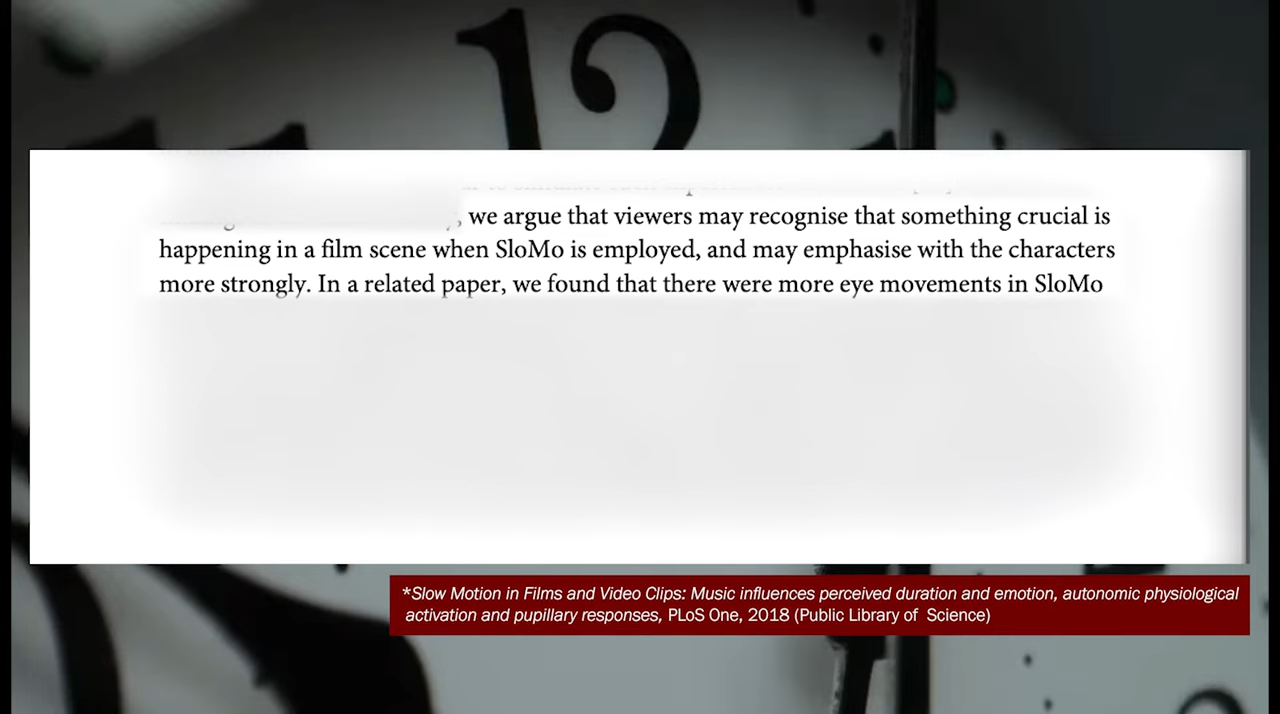 12
, we argue that viewers may recognise that something crucial is
happening in a film scene when SloMo is employed, and may emphasise with the characters
more strongly. In a related paper, we found that there were more eye movements in SloMo
*Slow Motion in Films and Video Clips: Music influences perceived duration and emotion, autonomic physiological
activation and pupillary responses, PLoS One, 2018 (Public Library of Science)